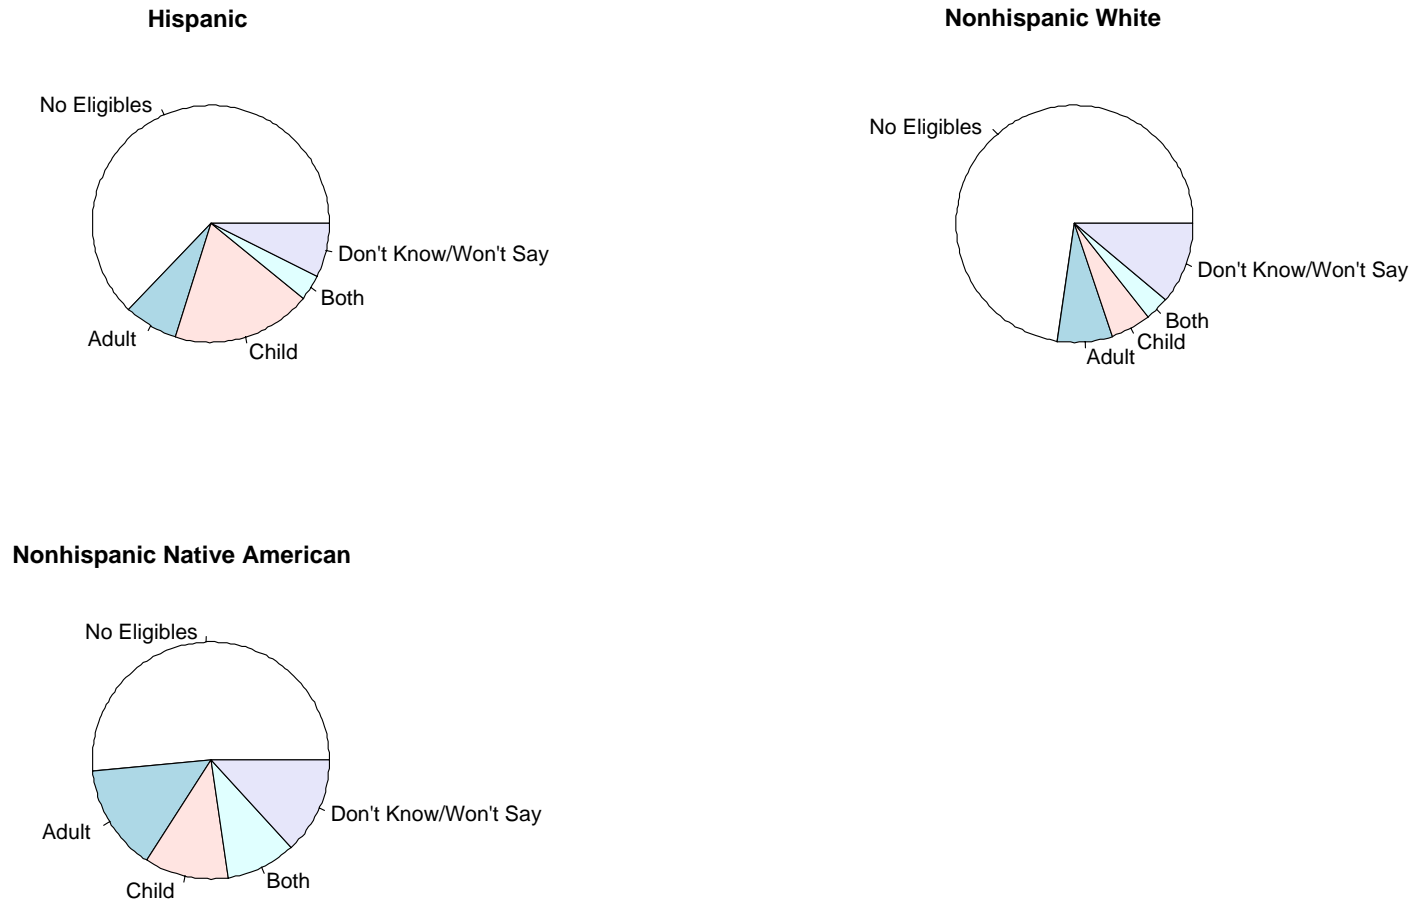 Hispanic
No Eligibles
Don't Know/Won't Say
Both
Adult
Child
Nonhispanic White
No Eligibles
Don't Know/Won't Say
Both
Child
Adult
Nonhispanic Native American
No Eligibles
Don't Know/Won't Say
Adult
Both
Child